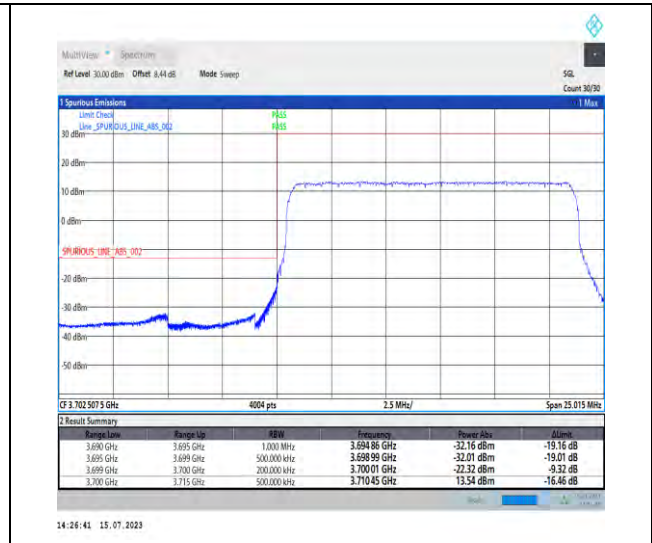 MultiView Spectrum
Ref Level 30.00 dBm Offset 8.44 dB Mode Sweep SGL
Count 30/30
1 Spurious Emissions 1 Max
Limit Check PASS
Line _SPURIOUS_LINE_ABS_002 PASS
30 dBm
20 dBm
10 dBm
0 dBm
SPURIOUS_LINE_ABS_002
-20 dBm
-30 dBm
-40 dBm
-50 dBm
CF 3.702 507 5 GHz 4004 pts 2.5 MHz/ Span 25.015 MHz
2 Result Summary
Range Low Range Up RBW Frequency Power Abs ΔLimit
3.690 GHz 3.695 GHz 1.000 MHz 3.694 86 GHz -32.16 dBm -19.16 dB
3.695 GHz 3.699 GHz 500.000 kHz 3.698 99 GHz -32.01 dBm -19.01 dB
3.699 GHz 3.700 GHz 200.000 kHz 3.700 01 GHz -22.32 dBm -9.32 dB
3.700 GHz 3.715 GHz 500.000 kHz 3.710 45 GHz 13.54 dBm -16.46 dB
14:26:41 15.07.2023